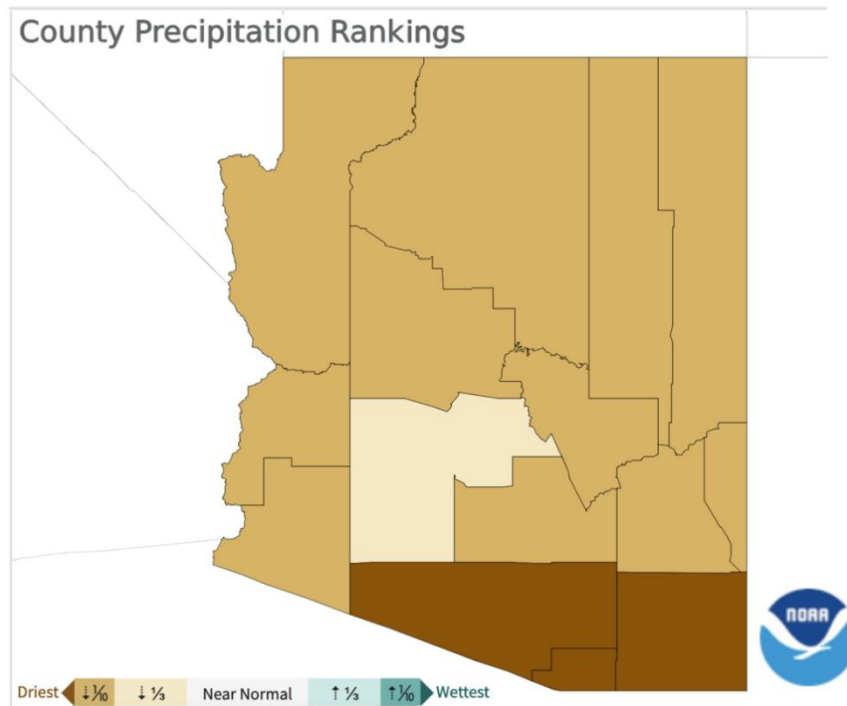 County Precipitation Rankings
NOAA
Driest ↓ ⅒ ↓ ⅓ Near Normal ↑ ⅓ ↑ ⅒ Wettest